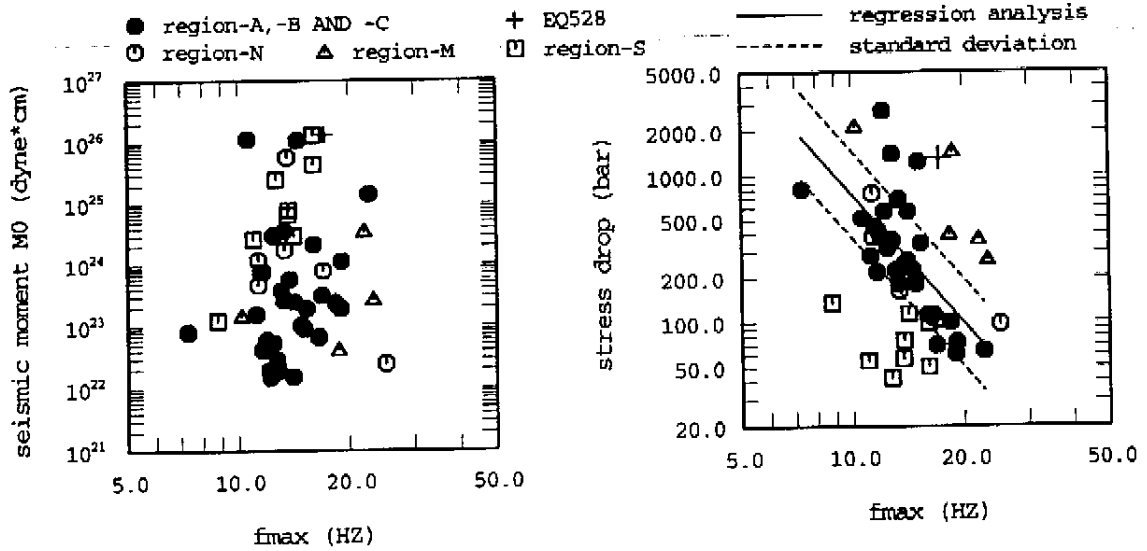 region-A,-B AND -C
EQ528
regression analysis
region-N
region-M
region-S
standard deviation
10^27
10^26
10^25
10^24
10^23
10^22
10^21
seismic moment M0 (dyne*cm)
5.0 10.0 20.0 50.0
fmax (HZ)
5000.0
2000.0
1000.0
500.0
200.0
100.0
50.0
20.0
stress drop (bar)
5.0 10.0 20.0 50.0
fmax (HZ)